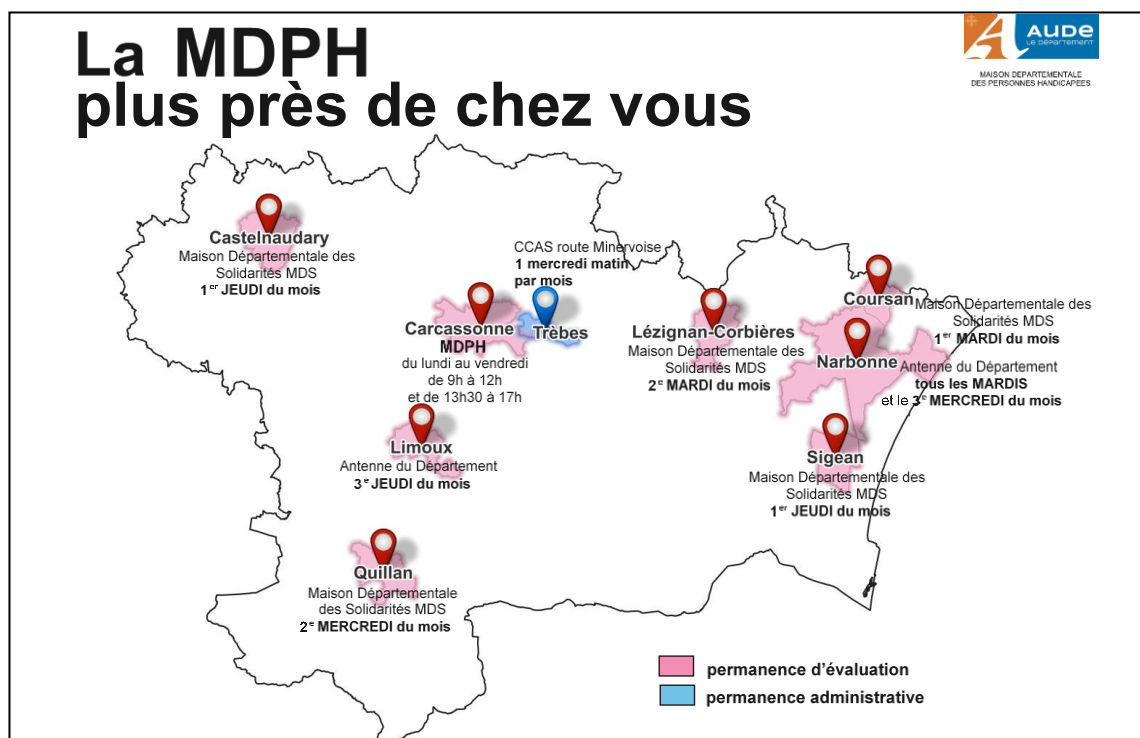 La MDPH
plus près de chez vous
AUDE
LE DÉPARTEMENT
MAISON DEPARTEMENTALE
DES PERSONNES HANDICAPEES
Castelnaudary
Maison Départementale des
Solidarités MDS
1er JEUDI du mois
CCAS route Minervoise
1 mercredi matin
par mois
Trèbes
Carcassonne
MDPH
du lundi au vendredi
de 9h à 12h
et de 13h30 à 17h
Lézignan-Corbières
Maison Départementale des
Solidarités MDS
2e MARDI du mois
Coursan
Maison Départementale des
Solidarités MDS
1er MARDI du mois
Narbonne
Antenne du Département
tous les MARDIS
et le 3e MERCREDI du mois
Limoux
Antenne du Département
3e JEUDI du mois
Sigean
Maison Départementale des
Solidarités MDS
1er JEUDI du mois
Quillan
Maison Départementale
des Solidarités MDS
2e MERCREDI du mois
permanence d'évaluation
permanence administrative